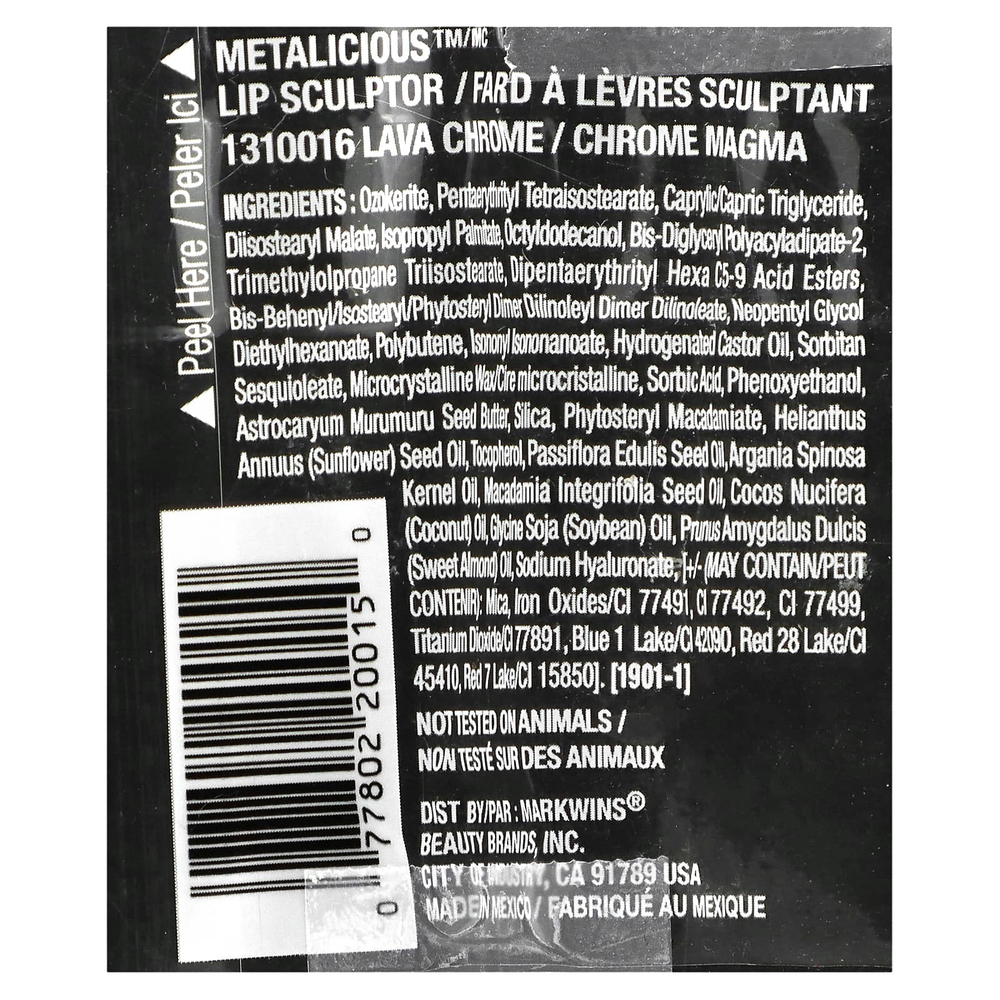 METALICIOUS™/MC
LIP SCULPTOR / FARD À LÈVRES SCULPTANT
1310016 LAVA CHROME / CHROME MAGMA
Peel Here / Peler Ici
INGREDIENTS : Ozokerite, Pentaerythrityl Tetraisostearate, Caprylic/Capric Triglyceride,
Diisostearyl Malate, Isopropyl Palmitate, Octyldodecanol, Bis-Diglyceryl Polyacyladipate-2,
Trimethylolpropane Triisostearate, Dipentaerythrityl Hexa C5-9 Acid Esters,
Bis-Behenyl/Isostearyl/Phytosteryl Dimer Dilinoleyl Dimer Dilinoleate, Neopentyl Glycol
Diethylhexanoate, Polybutene, Isononyl Isononanoate, Hydrogenated Castor Oil, Sorbitan
Sesquioleate, Microcrystalline Wax/Cire microcristalline, Sorbic Acid, Phenoxyethanol,
Astrocaryum Murumuru Seed Butter, Silica, Phytosteryl Macadamiate, Helianthus
Annuus (Sunflower) Seed Oil, Tocopherol, Passiflora Edulis Seed Oil, Argania Spinosa
Kernel Oil, Macadamia Integrifolia Seed Oil, Cocos Nucifera
(Coconut) Oil, Glycine Soja (Soybean) Oil, Prunus Amygdalus Dulcis
(Sweet Almond) Oil, Sodium Hyaluronate, [+/- (MAY CONTAIN/PEUT
CONTENIR): Mica, Iron Oxides/CI 77491, CI 77492, CI 77499,
Titanium Dioxide/CI 77891, Blue 1 Lake/CI 42090, Red 28 Lake/CI
45410, Red 7 Lake/CI 15850]. [1901-1]
NOT TESTED ON ANIMALS /
NON TESTÉ SUR DES ANIMAUX
DIST BY/PAR : MARKWINS®
BEAUTY BRANDS, INC.
CITY OF INDUSTRY, CA 91789 USA
MADE IN MEXICO / FABRIQUÉ AU MEXIQUE
0 77802 20015 0